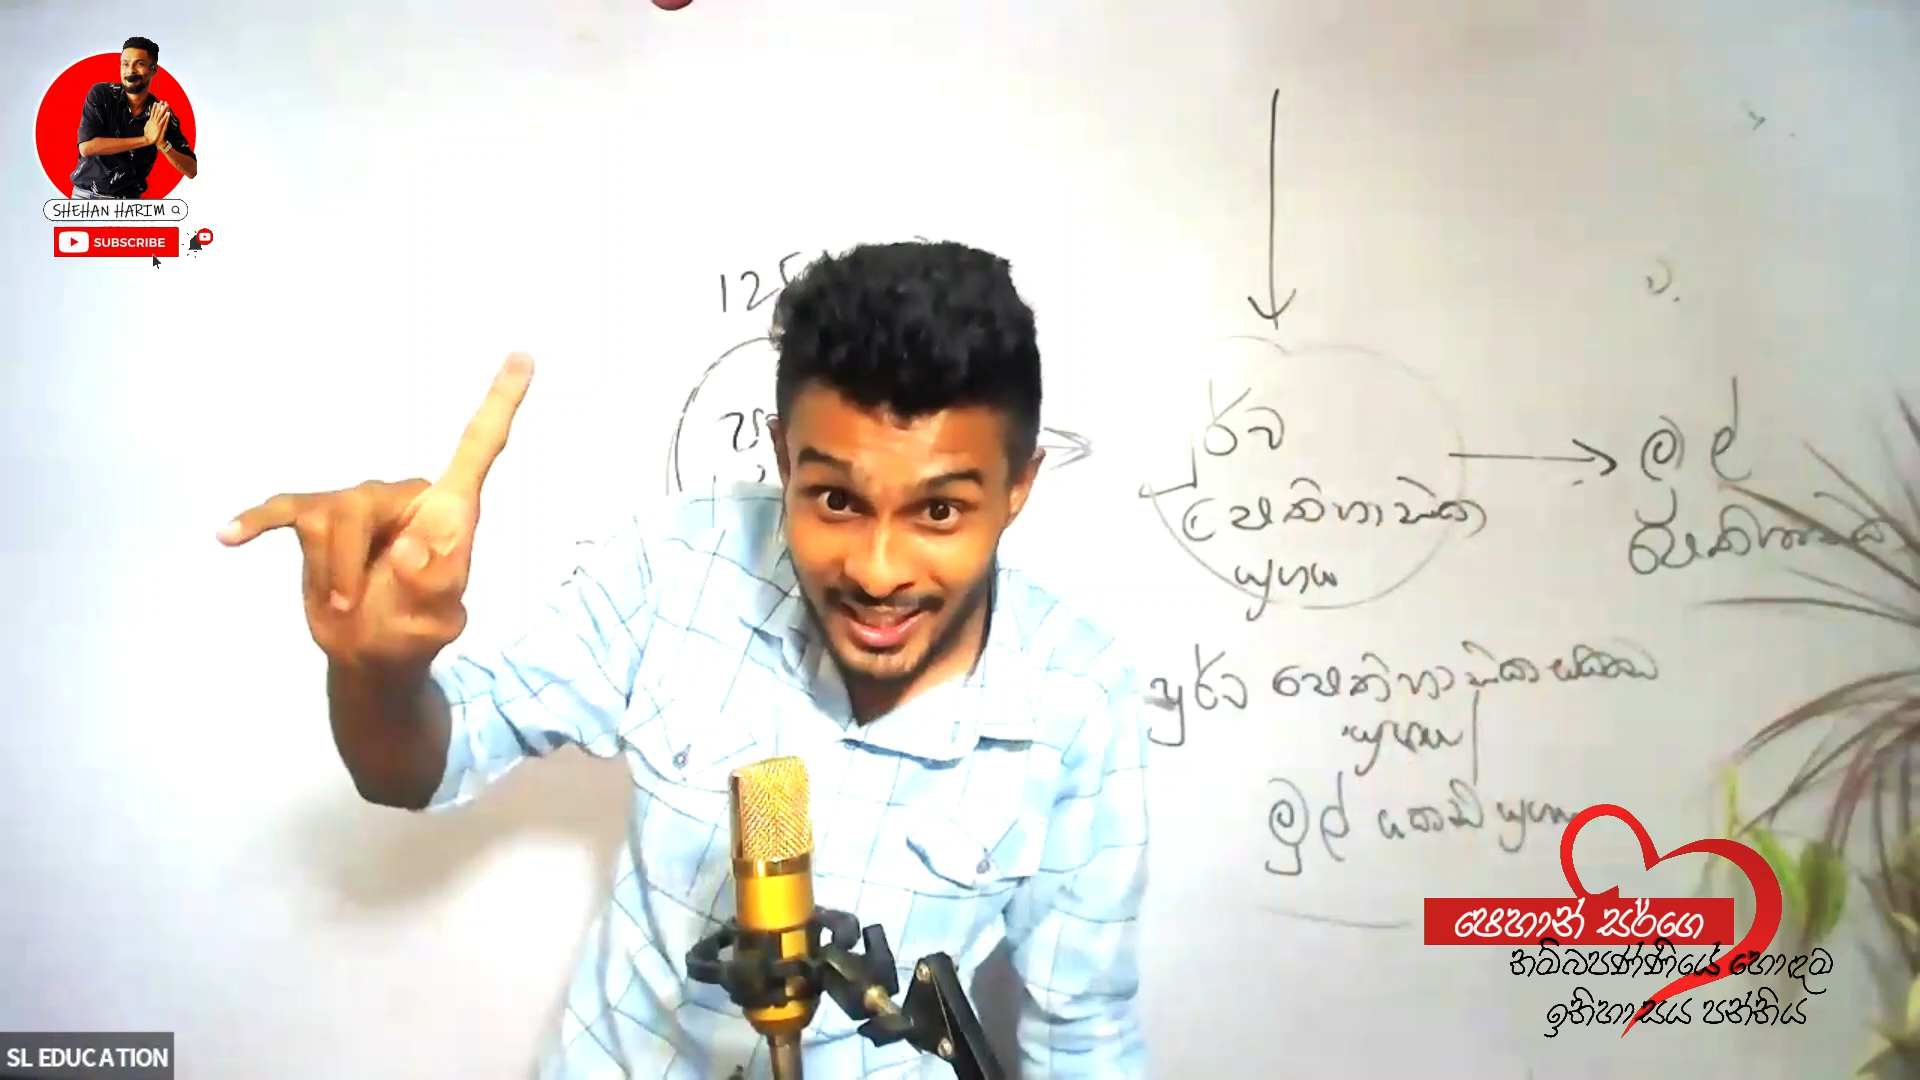 SHEHAN HARIM
SUBSCRIBE
125
ර්ව
ඓතිහාසික
යුගය
මුල්
ඓතිහාසික
පුර්ව ඓතිහාසික
යුගය
මුල් යකඩ යුගය
ෂෙහාන් සර්ගෙ
තම්බපණ්ණියේ හොඳම
ඉතිහාසය පන්තිය
SL EDUCATION